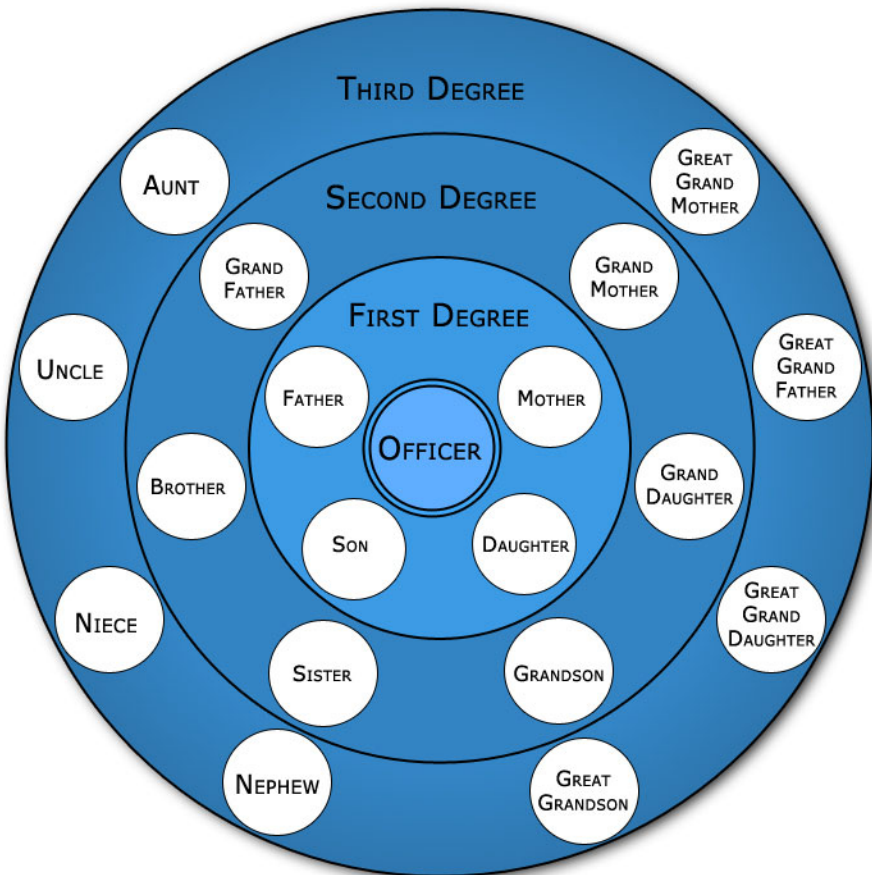 THIRD DEGREE
AUNT
GREAT
GRAND
MOTHER
SECOND DEGREE
GRAND
FATHER
GRAND
MOTHER
FIRST DEGREE
UNCLE
GREAT
GRAND
FATHER
FATHER
MOTHER
OFFICER
BROTHER
GRAND
DAUGHTER
SON
DAUGHTER
NIECE
GREAT
GRAND
DAUGHTER
SISTER
GRANDSON
NEPHEW
GREAT
GRANDSON